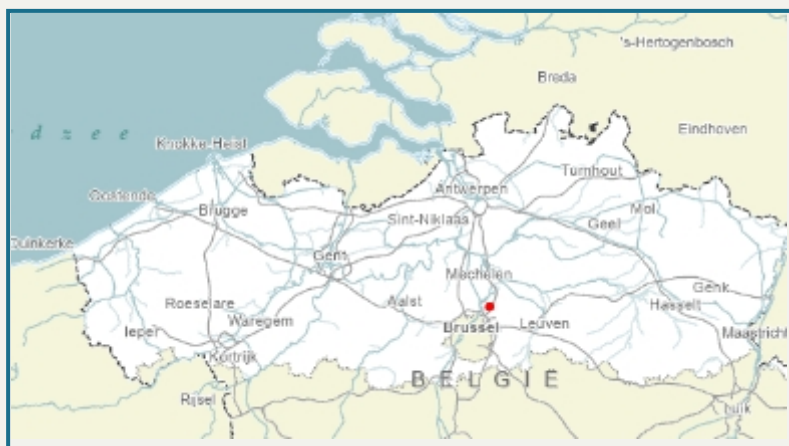 's-Hertogenbosch
Breda
d z e e
Eindhoven
Knokke-Heist
Turnhout
Antwerpen
Oostende
Brugge
Sint-Niklaas
Geel
Mol
Duinkerke
Gent
Mechelen
Genk
Roeselare
Aalst
Hasselt
Ieper
Waregem
Brussel
Leuven
Maastricht
Kortrijk
BELGIË
Rijsel
Luik